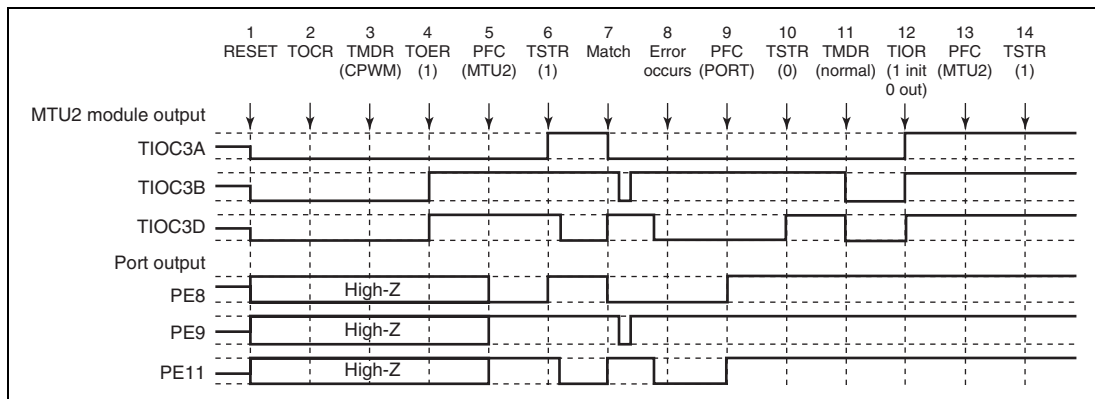 1 2 3 4 5 6 7 8 9 10 11 12 13 14
RESET TOCR TMDR TOER PFC TSTR Match Error PFC TSTR TMDR TIOR PFC TSTR
(CPWM) (1) (MTU2) (1) occurs (PORT) (0) (normal) (1 init (MTU2) (1)
0 out)
MTU2 module output
TIOC3A
TIOC3B
TIOC3D
Port output
PE8 High-Z
PE9 High-Z
PE11 High-Z